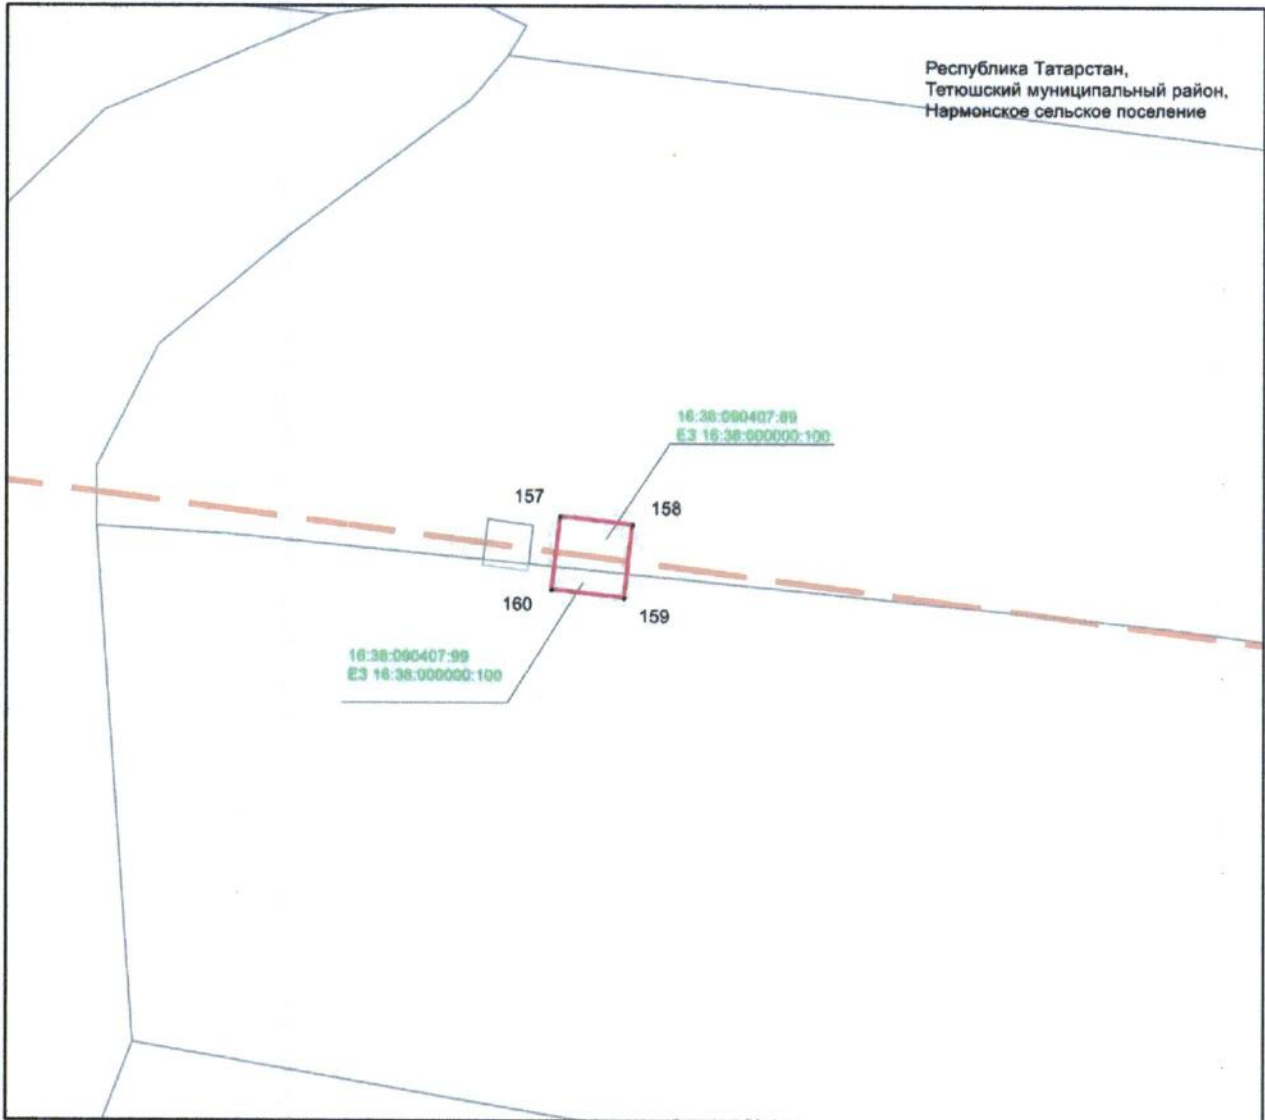 Республика Татарстан,
Тетюшский муниципальный район,
Нармонское сельское поселение
16:38:090407:89
ЕЗ 16:38:000000:100
157
158
160
159
16:38:090407:99
ЕЗ 16:38:000000:100